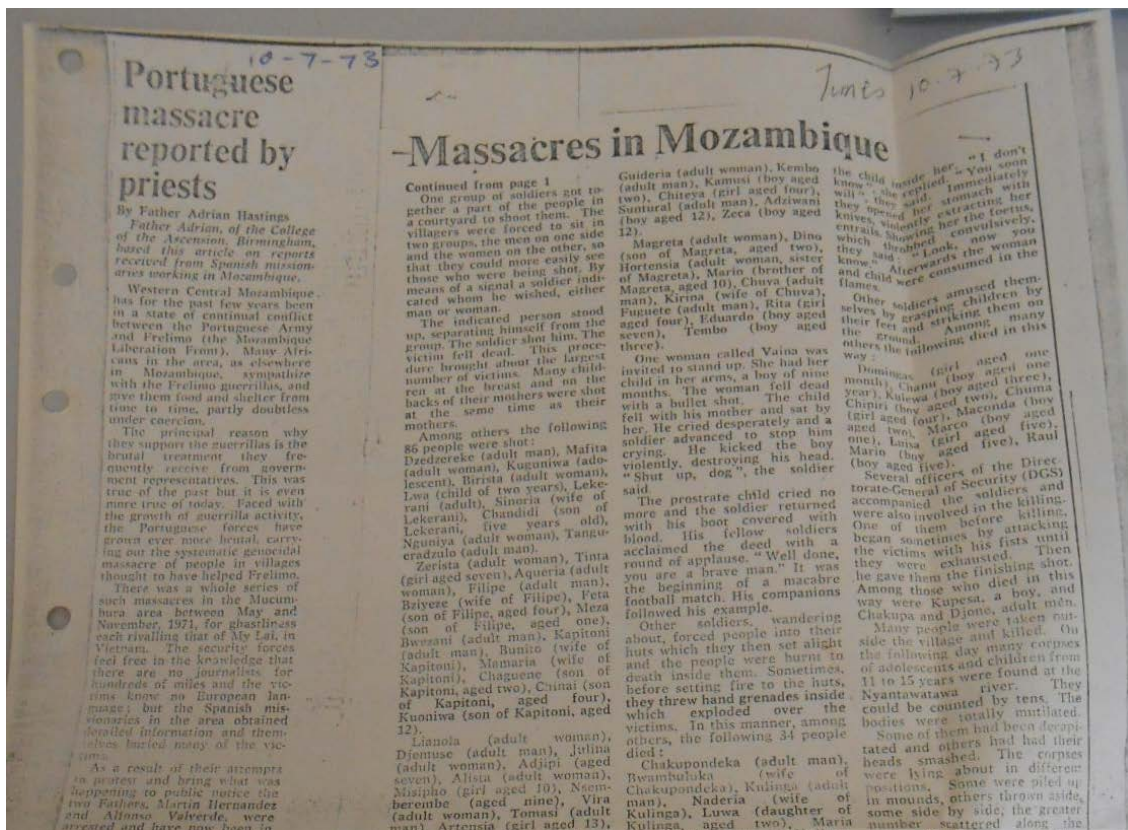 10-7-73
Portuguese
massacre
reported by
priests
By Father Adrian Hastings
Father Adrian, of the College
of the Ascension, Birmingham,
based this article on reports
received from Spanish mission-
aries working in Mozambique.
Western Central Mozambique
has for the past few years been
in a state of continual conflict
between the Portuguese Army
and Frelimo (the Mozambique
Liberation Front). Many Afri-
cans in the area, as elsewhere
in Mozambique, sympathize
with the Frelimo guerrillas, and
give them food and shelter from
time to time, partly doubtless
under coercion.
The principal reason why
they support the guerrillas is the
brutal treatment they fre-
quently receive from govern-
ment representatives. This was
true of the past but it is even
more true of today. Faced with
the growth of guerrilla activity,
the Portuguese forces have
grown ever more brutal, carry-
ing out the systematic genocidal
massacre of people in villages
thought to have helped Frelimo.
There was a whole series of
such massacres in the Mucum-
bura area between May and
November, 1971, for ghastliness
each rivalling that of My Lai, in
Vietnam. The security forces
feel free in the knowledge that
there are no journalists for
hundreds of miles and the vic-
tims know no European lan-
guage; but the Spanish mis-
sionaries in the area obtained
detailed information and them-
selves buried many of the vic-
tims.
As a result of their attempts
to protest and bring what was
happening to public notice the
two Fathers, Martin Hernandez
and Alfonso Valverde, were
arrested and have now been in
Times 10-7-73
Massacres in Mozambique
Continued from page 1
One group of soldiers got to-
gether a part of the people in
a courtyard to shoot them. The
villagers were forced to sit in
two groups, the men on one side
and the women on the other, so
that they could more easily see
those who were being shot. By
means of a signal a soldier indi-
cated whom he wished, either
man or woman.
The indicated person stood
up, separating himself from the
group. The soldier shot him. The
victim fell dead. This proce-
dure brought about the largest
number of victims. Many child-
ren at the breast and on the
backs of their mothers were shot
at the same time as their
mothers.
Among others the following
86 people were shot:
Dzedzereke (adult man), Mafita
(adult woman), Kuguniwa (ado-
lescent), Birista (adult woman),
Lwa (child of two years), Leke-
rani (adult), Sinoria (wife of
Lekerani), Chandidi (son of
Lekerani, five years old),
Nguniya (adult man), Tangu-
eradzulo (adult man).
Zerista (adult woman), Tinta
(girl aged seven), Aqueria (adult
woman), Filipe (adult man),
Bziyeze (wife of Filipe), Feta
(son of Filipe, aged four), Meza
(son of Filipe, aged one),
Bwezani (adult man), Bunito
(adult man), Kapitoni (wife of
Kapitoni), Mamaria (wife of
Kapitoni), Chaguene (son of
Kapitoni, aged two), Chinai (son
of Kapitoni, aged four),
Kuoniwa (son of Kapitoni, aged
12).
Lianola (adult woman),
Djemuse (adult man), Julina
(adult woman), Adjipi (aged
seven), Alista (adult woman),
Misipho (girl aged 10), Nsem-
berembe (aged nine), Vira
(adult woman), Tomasi (adult
man), Artensia (girl aged 13),
Guideria (adult woman), Kembo
(adult man), Kamusi (boy aged
two), Chiteya (girl aged four),
Suntural (adult man), Adziwani
(boy aged 12), Zeca (boy aged
12).
Magreta (adult woman), Dino
(son of Magreta, aged two),
Hortensia (adult woman, sister
of Magreta), Mario (brother of
Magreta, aged 10), Chuva (adult
man), Kirina (wife of Chuva),
Fuguete (adult man), Rita (girl
aged four), Eduardo (boy aged
seven), Tembo (boy aged
three).
One woman called Vaina was
invited to stand up. She had her
child in her arms, a boy of nine
months. The woman fell dead
with a bullet shot. The child
fell with his mother and sat by
her. He cried desperately and a
soldier advanced to stop him
crying. He kicked the boy
violently, destroying his head.
"Shut up, dog", the soldier
said.
The prostrate child cried no
more and the soldier returned
with his boot covered with
blood. His fellow soldiers
acclaimed the deed with a
round of applause. "Well done,
you are a brave man." It was
the beginning of a macabre
football match. His companions
followed his example.
Other soldiers, wandering
about, forced people into their
huts which they then set alight
and the people were burnt to
death inside them. Sometimes,
before setting fire to the huts,
they threw hand grenades inside
which exploded over the
victims. In this manner, among
others, the following 34 people
died:
Chakupondeka (adult man),
Bwambuluka (wife of
Chakupondeka), Kulinga (adult
man), Naderia (wife of
Kulinga), Luwa (daughter of
Kulinga, aged two), Maria
the child inside her. "I don't
know" she replied. "You soon
will", they said. Immediately
they opened her stomach with
knives, violently extracting her
entrails. Showing her the foetus,
which throbbed convulsively,
they said: "Look, now you
know." Afterwards the woman
and child were consumed in the
flames.
Other soldiers amused them-
selves by grasping children by
their feet and striking them on
the ground. Among many
others the following died in this
way:
Domingas (girl aged one
month), Chanu (boy aged one
year), Kulewa (boy aged three),
Chipiri (boy aged two), Chuma
(girl aged four), Maconda (boy
aged two), Marco (boy aged
one), Luisa (girl aged five),
Mario (boy aged five), Raul
(boy aged five).
Several officers of the Direc-
torate-General of Security (DGS)
accompanied the soldiers and
were also involved in the killing.
One of them before killing,
began sometimes by attacking
the victims with his fists until
they were exhausted. Then
he gave them the finishing shot.
Among those who died in this
way were Kupesa, a boy, and
Chakupa and Djone, adult men.
Many people were taken out-
side the village and killed. On
the following day many corpses
of adolescents and children from
11 to 15 years were found at the
Nyantawatawa river. They
could be counted by tens. The
bodies were totally mutilated.
Some of them had been decapi-
tated and others had had their
heads smashed. The corpses
were lying about in different
positions. Some were piled up
in mounds, others thrown aside,
some side by side, the greater
number scattered along the